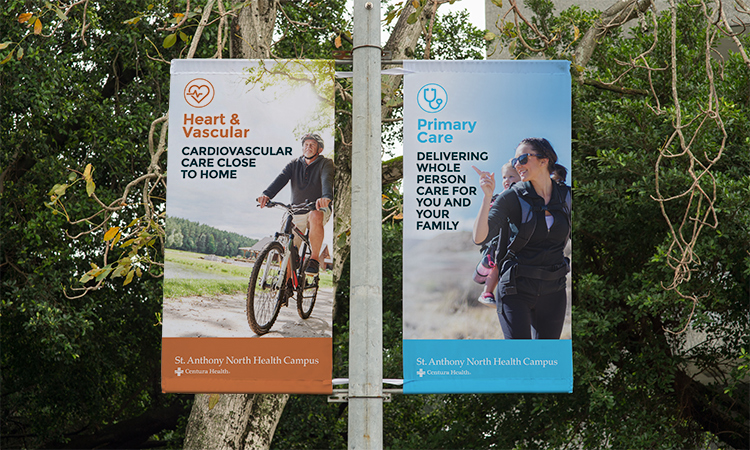 Heart &
Vascular
CARDIOVASCULAR
CARE CLOSE
TO HOME
St. Anthony North Health Campus
Centura Health.
Primary
Care
DELIVERING
WHOLE
PERSON
CARE FOR
YOU AND
YOUR
FAMILY
St. Anthony North Health Campus
Centura Health.